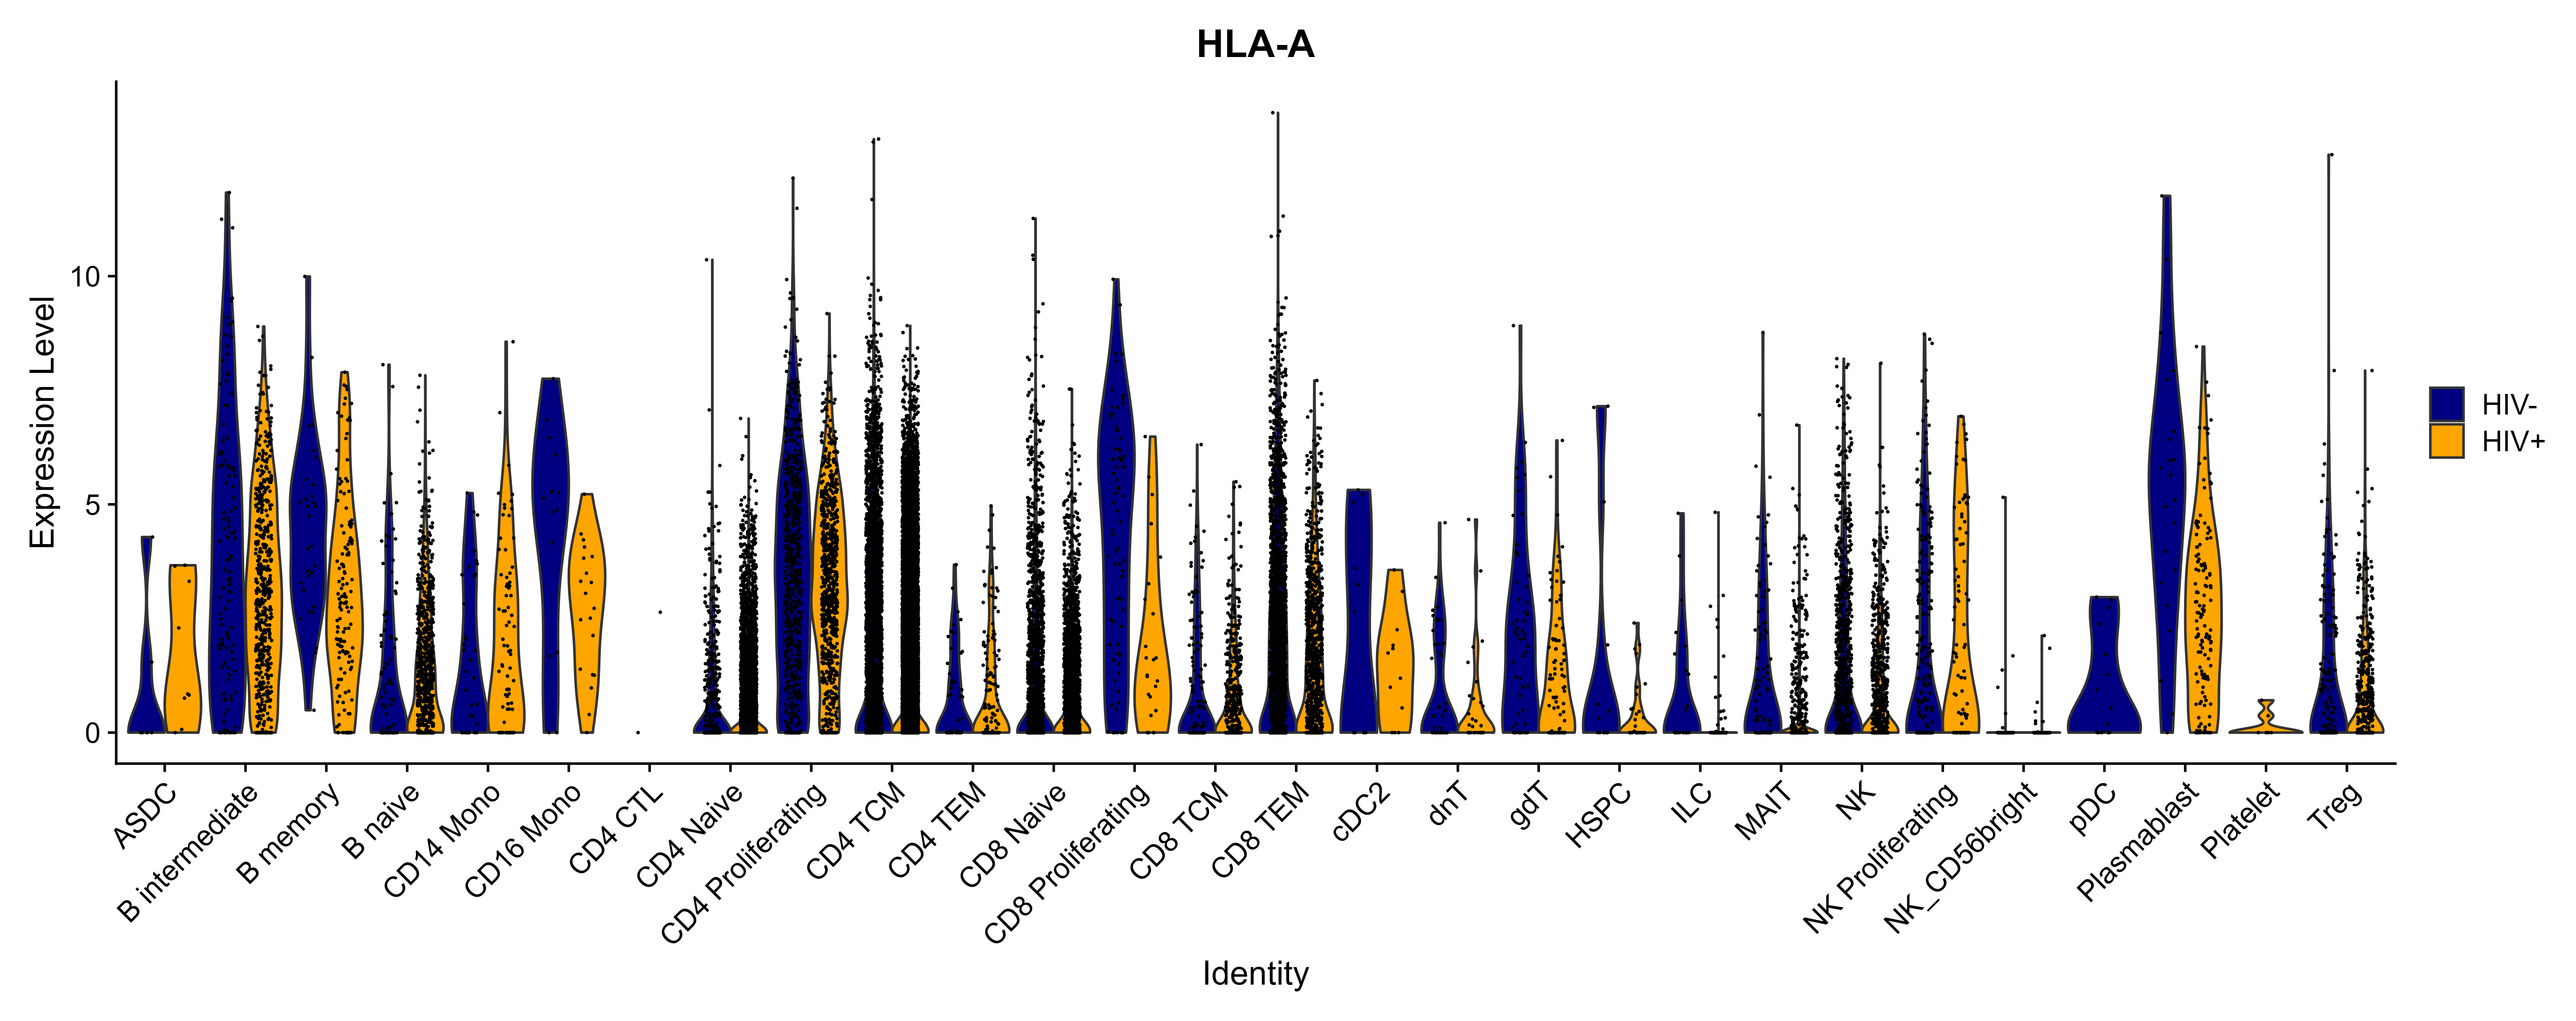 HLA-A
Expression Level
10
5
0
ASDC
B intermediate
B memory
B naive
CD14 Mono
CD16 Mono
CD4 CTL
CD4 Naive
CD4 Proliferating
CD4 TCM
CD4 TEM
CD8 Naive
CD8 Proliferating
CD8 TCM
CD8 TEM
cDC2
dnT
gdT
HSPC
ILC
MAIT
NK
NK Proliferating
NK_CD56bright
pDC
Plasmablast
Platelet
Treg
Identity
HIV-
HIV+